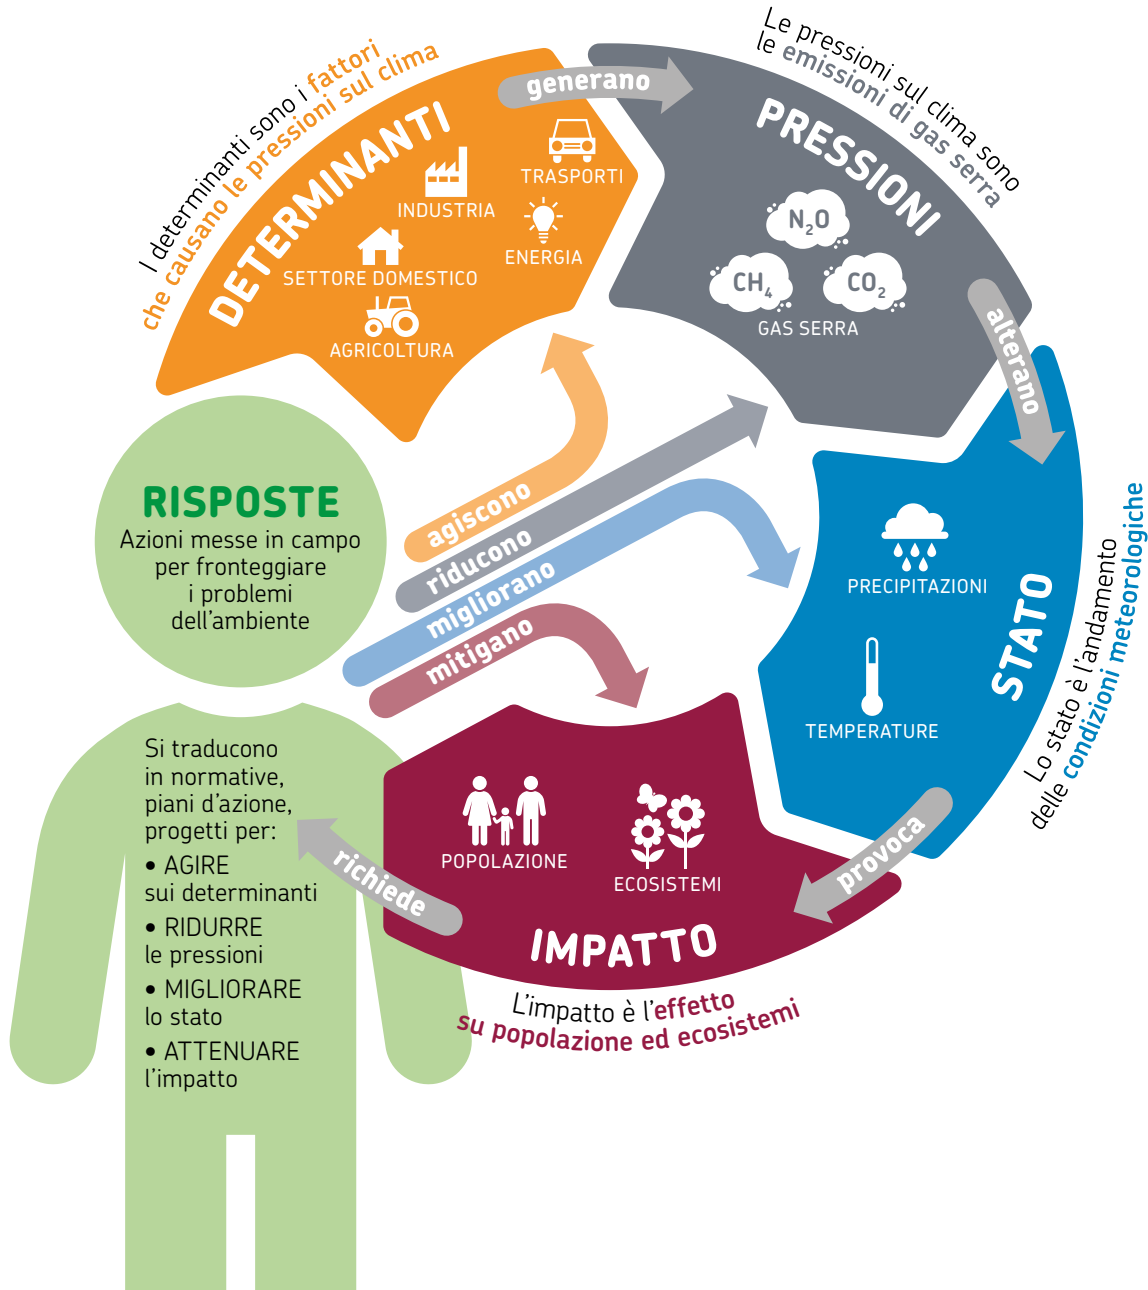 I determinanti sono i fattori
che causano le pressioni sul clima
DETERMINANTI
TRASPORTI
INDUSTRIA
ENERGIA
SETTORE DOMESTICO
AGRICOLTURA
generano
Le pressioni sul clima sono
le emissioni di gas serra
PRESSIONI
N₂O
CH₄
CO₂
GAS SERRA
alterano
STATO
PRECIPITAZIONI
TEMPERATURE
Lo stato è l'andamento
delle condizioni meteorologiche
provoca
IMPATTO
POPOLAZIONE
ECOSISTEMI
L'impatto è l'effetto
su popolazione ed ecosistemi
richiede
RISPOSTE
Azioni messe in campo
per fronteggiare
i problemi
dell'ambiente
agiscono
riducono
migliorano
mitigano
Si traducono
in normative,
piani d'azione,
progetti per:
• AGIRE
sui determinanti
• RIDURRE
le pressioni
• MIGLIORARE
lo stato
• ATTENUARE
l'impatto